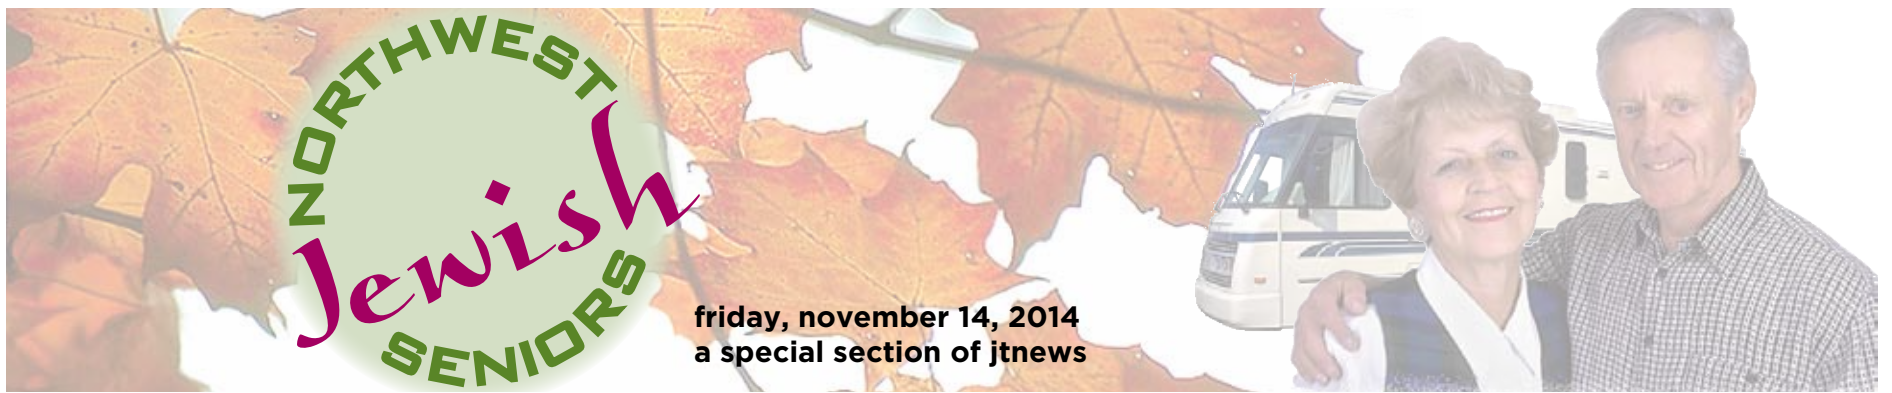 NORTHWEST
Jewish
SENIORS
friday, november 14, 2014
a special section of jtnews